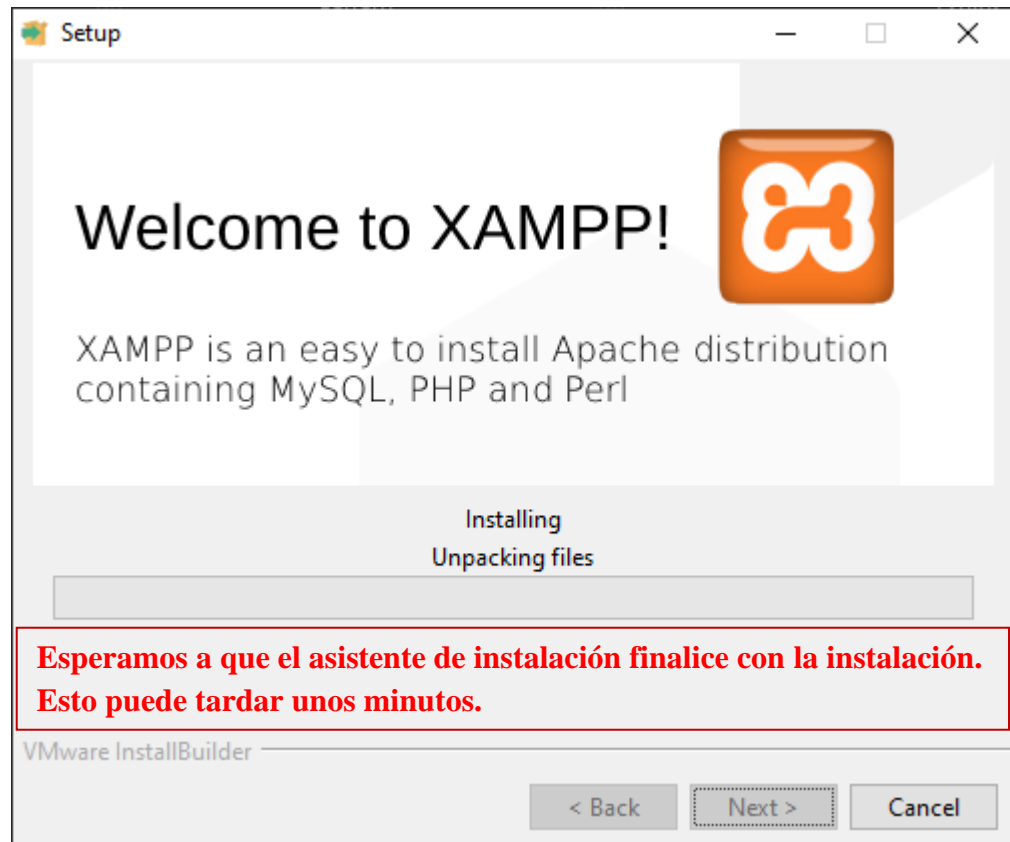 Setup
Welcome to XAMPP!
XAMPP is an easy to install Apache distribution
containing MySQL, PHP and Perl
Installing
Unpacking files
Esperamos a que el asistente de instalación finalice con la instalación.
Esto puede tardar unos minutos.
VMware InstallBuilder
< Back Next > Cancel